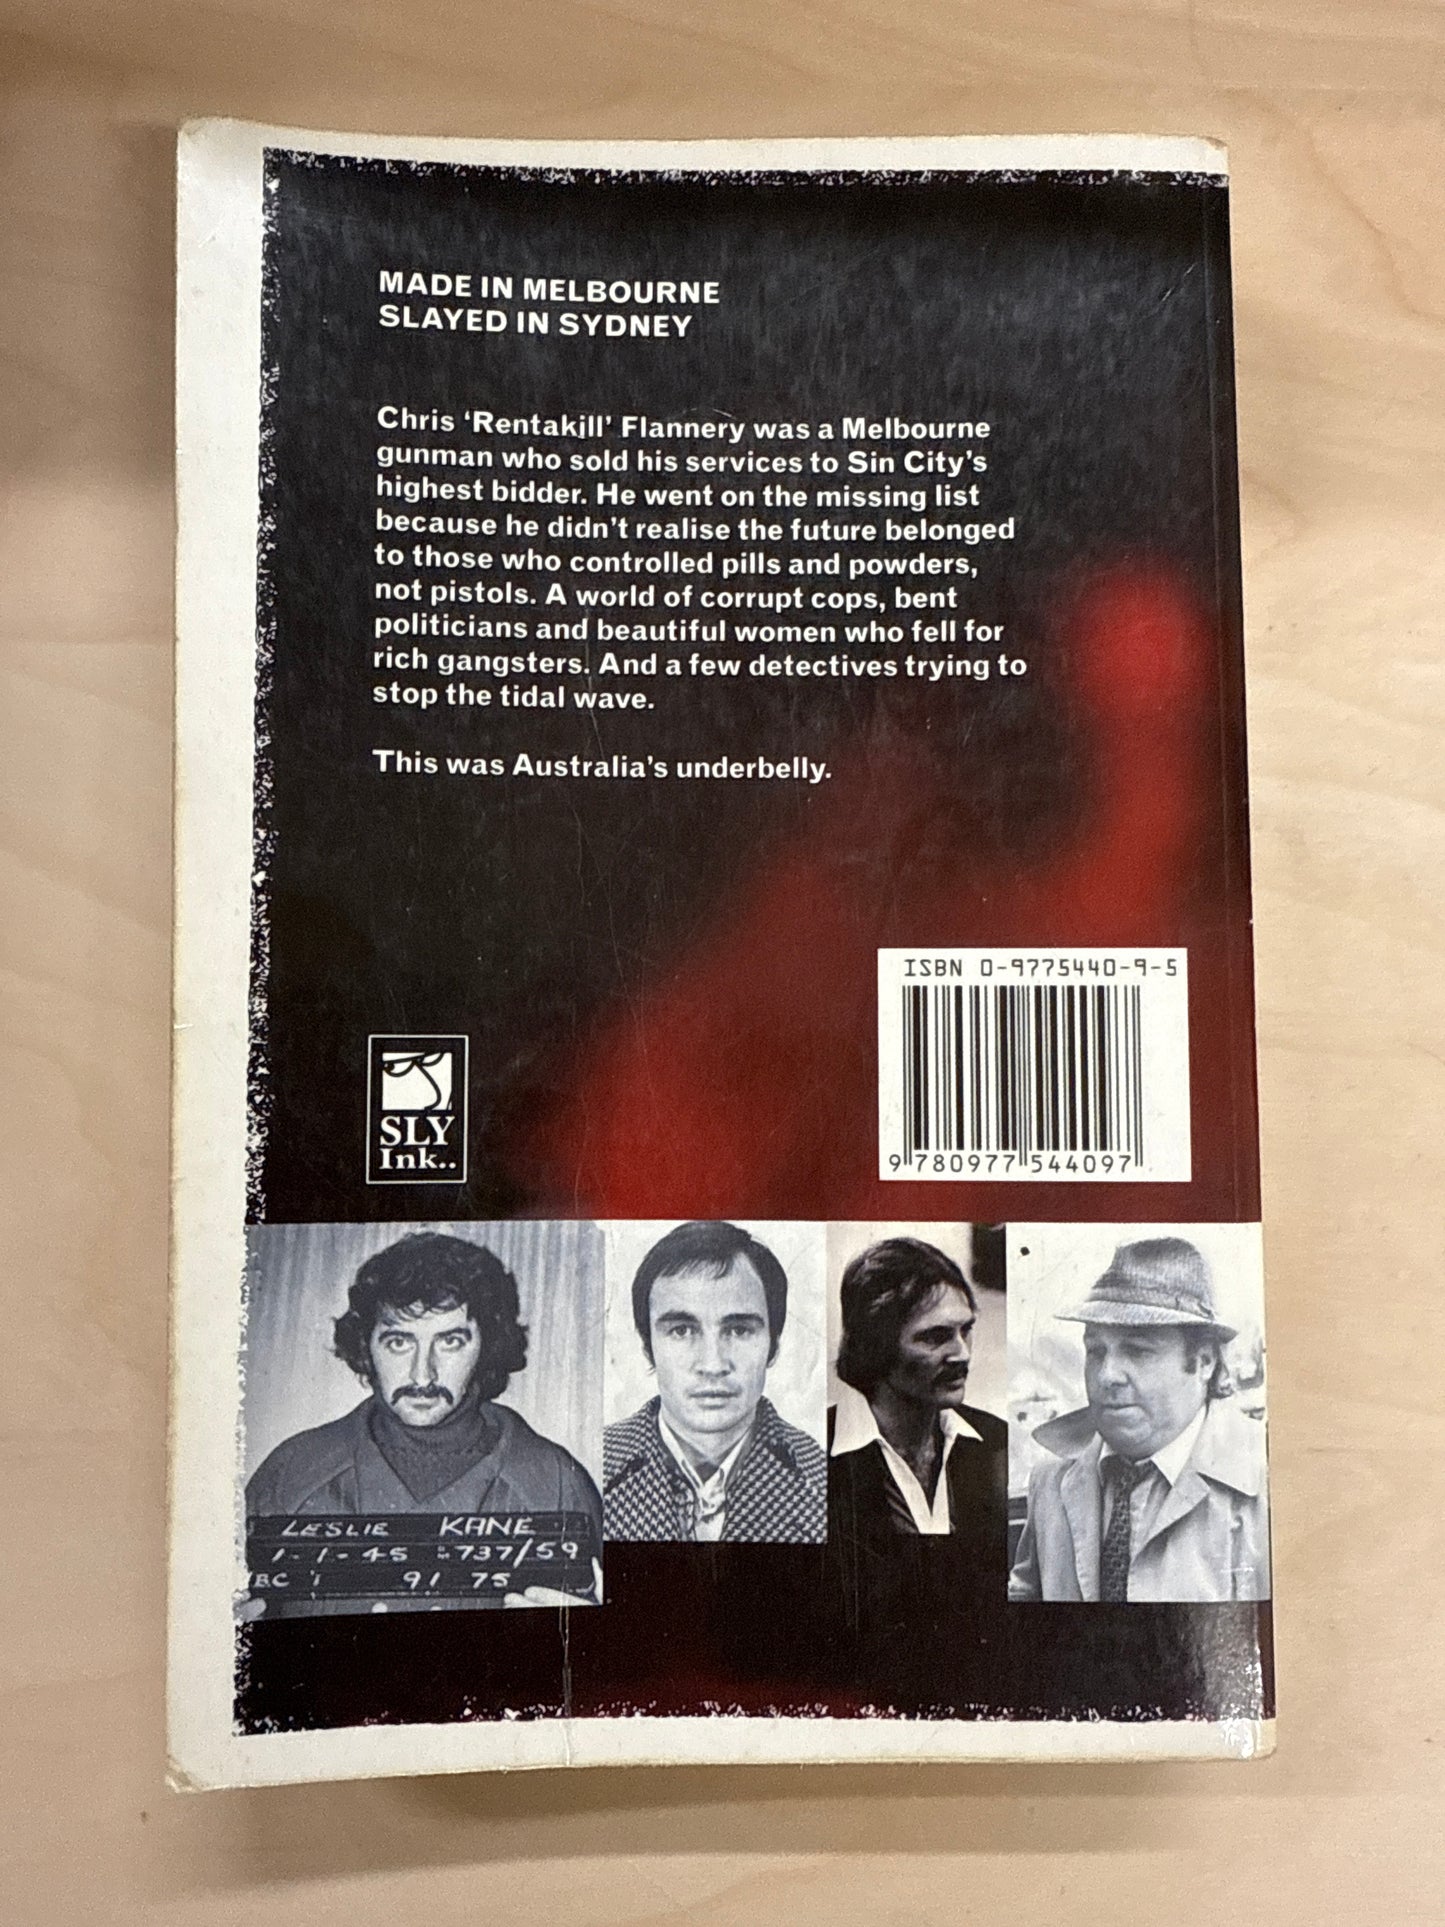 MADE IN MELBOURNE
SLAYED IN SYDNEY
Chris ‘Rentakill’ Flannery was a Melbourne
gunman who sold his services to Sin City’s
highest bidder. He went on the missing list
because he didn’t realise the future belonged
to those who controlled pills and powders,
not pistols. A world of corrupt cops, bent
politicians and beautiful women who fell for
rich gangsters. And a few detectives trying to
stop the tidal wave.
This was Australia’s underbelly.
ISBN 0-9775440-9-5
9 780977 544097
SLY
Ink..
LESLIE KANE
1-1-45 737/59
91 75